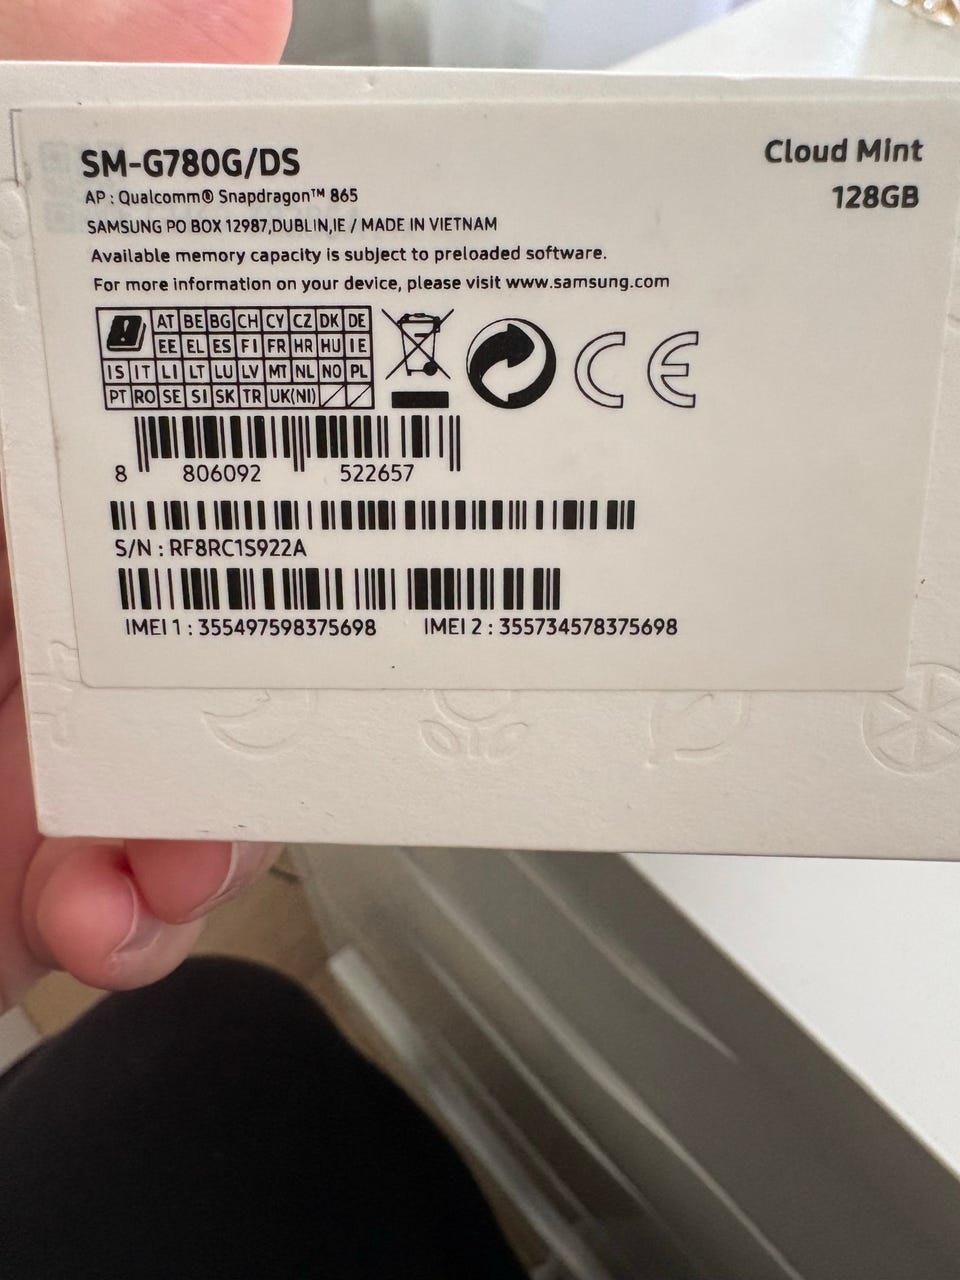 SM-G780G/DS
Cloud Mint
128GB
AP : Qualcomm® Snapdragon™ 865
SAMSUNG PO BOX 12987,DUBLIN,IE / MADE IN VIETNAM
Available memory capacity is subject to preloaded software.
For more information on your device, please visit www.samsung.com
AT BE BG CH CY CZ DK DE
EE EL ES FI FR HR HU IE
IS IT LI LT LU LV MT NL NO PL
PT RO SE SI SK TR UK(NI)
CE
8 806092 522657
S/N : RF8RC1S922A
IMEI 1 : 355497598375698 IMEI 2 : 355734578375698